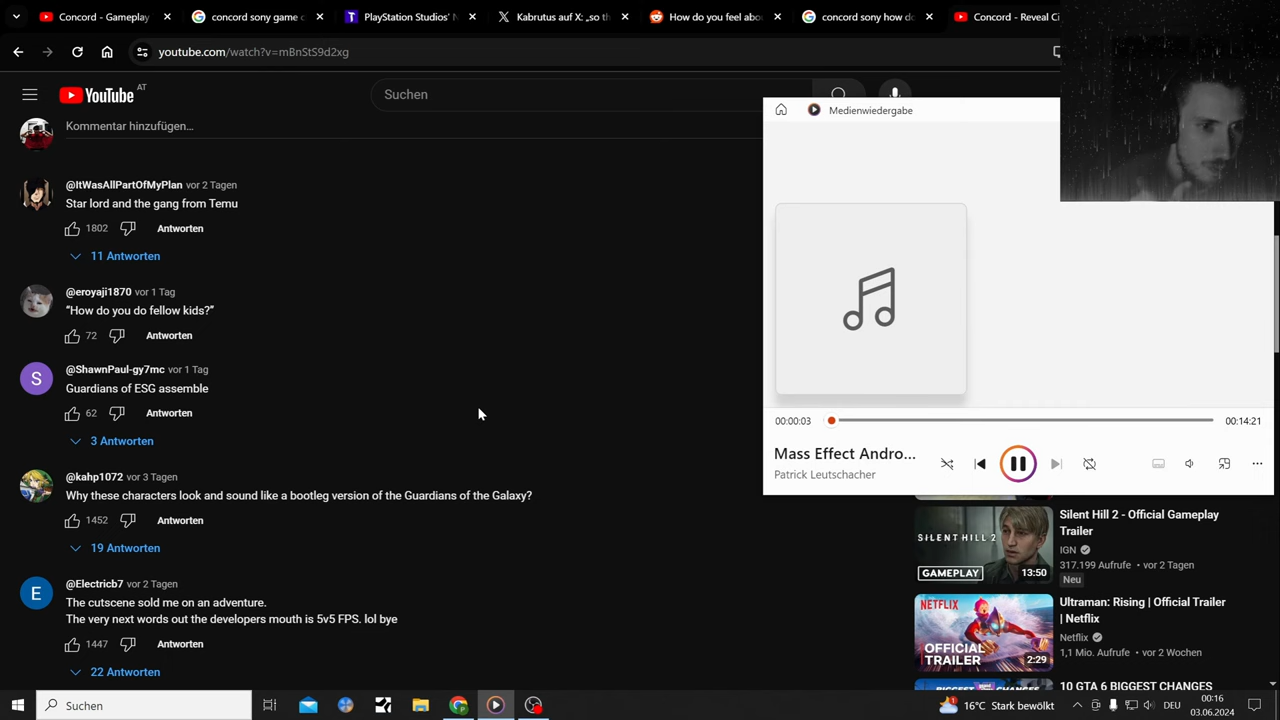 Concord - Gameplay
concord sony game
PlayStation Studios' N
Kabrutus auf X: „so th
How do you feel abou
concord sony how do
Concord - Reveal Ci
youtube.com/watch?v=mBnStS9d2xg
YouTube AT
Suchen
Medienwiedergabe
Kommentar hinzufügen...
@ItWasAllPartOfMyPlan vor 2 Tagen
Star lord and the gang from Temu
1802 Antworten
11 Antworten
@eroyaji1870 vor 1 Tag
“How do you do fellow kids?”
72 Antworten
@ShawnPaul-gy7mc vor 1 Tag
S
Guardians of ESG assemble
62 Antworten
3 Antworten
@kahp1072 vor 3 Tagen
Why these characters look and sound like a bootleg version of the Guardians of the Galaxy?
1452 Antworten
19 Antworten
@Electricb7 vor 2 Tagen
E
The cutscene sold me on an adventure.
The very next words out the developers mouth is 5v5 FPS. lol bye
1447 Antworten
22 Antworten
00:00:03
00:14:21
Mass Effect Andro...
Patrick Leutschacher
SILENT HILL 2
GAMEPLAY
13:50
Silent Hill 2 - Official Gameplay
Trailer
IGN
317.199 Aufrufe • vor 2 Tagen
Neu
NETFLIX
OFFICIAL
TRAILER
2:29
Ultraman: Rising | Official Trailer
| Netflix
Netflix
1,1 Mio. Aufrufe • vor 2 Wochen
10 GTA 6 BIGGEST CHANGES
Suchen
16°C Stark bewölkt
DEU
00:16
03.06.2024